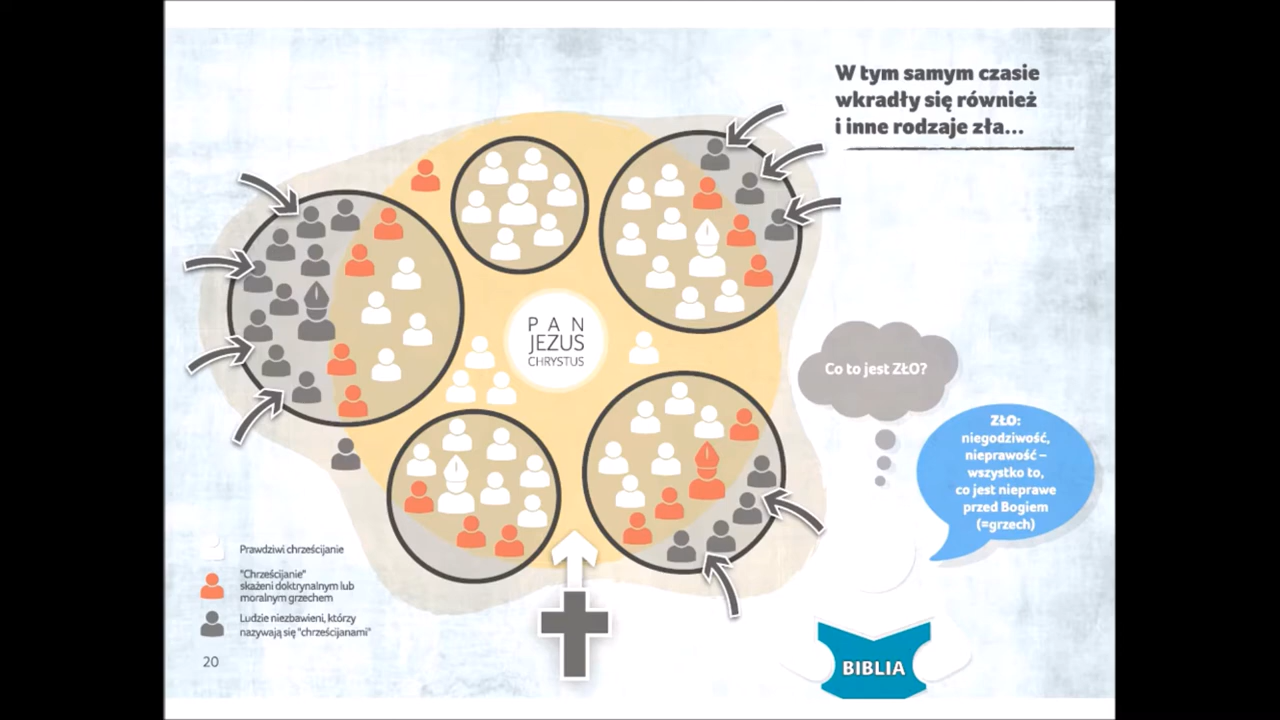 W tym samym czasie
wkradły się również
i inne rodzaje zła...
PAN
JEZUS
CHRYSTUS
Co to jest ZŁO?
ZŁO:
niegodziwość,
nieprawość –
wszystko to,
co jest nieprawe
przed Bogiem
(=grzech)
Prawdziwi chrześcijanie
"Chrześcijanie"
skażeni doktrynalnym lub
moralnym grzechem
Ludzie niezbawieni, którzy
nazywają się "chrześcijanami"
20
BIBLIA